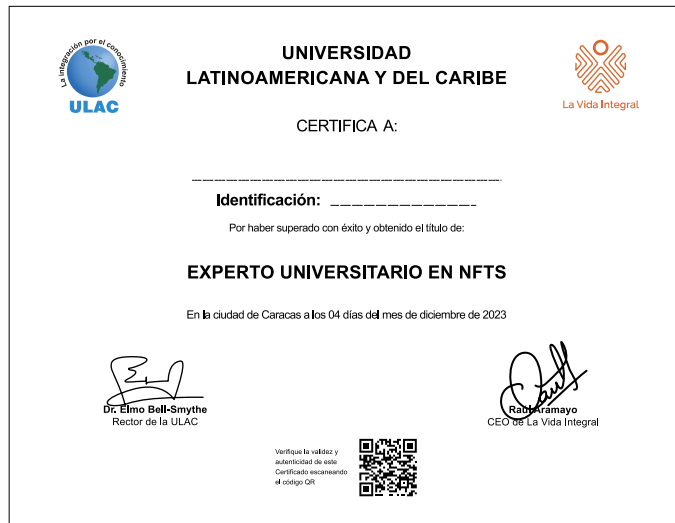 La integración por el conocimiento
ULAC
UNIVERSIDAD
LATINOAMERICANA Y DEL CARIBE
La Vida Integral
CERTIFICA A:
Identificación:
Por haber superado con éxito y obtenido el título de:
EXPERTO UNIVERSITARIO EN NFTS
En la ciudad de Caracas a los 04 días del mes de diciembre de 2023
Dr. Elmo Bell-Smythe
Rector de la ULAC
Raúl Aramayo
CEO de La Vida Integral
Verifique la validez y
autenticidad de este
Certificado escaneando
el código QR